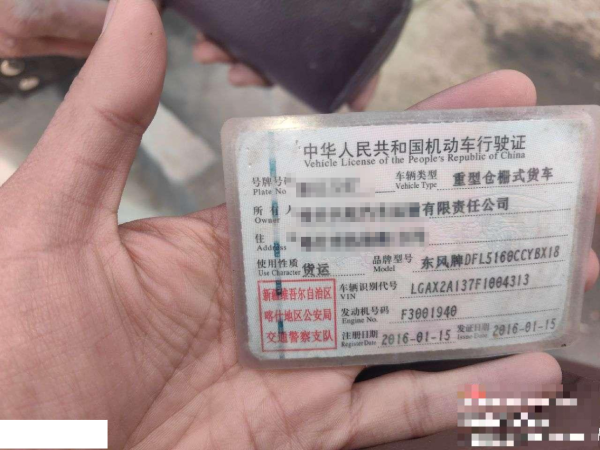 中华人民共和国机动车行驶证
Vehicle License of the People's Republic of China
号牌号 车辆类型 重型仓栅式货车
Plate No Vehicle Type
所有人 有限责任公司
Owner
住
Address
使用性质 货运 品牌型号 东风牌DFL5160CCYBX18
Use Character Model
新疆维吾尔自治区 车辆识别代号 LGAX2A137F1004313
VIN
喀什地区公安局 发动机号码 F3001940
Engine No.
交通警察支队 注册日期 2016-01-15 发证日期 2016-01-15
Register Date Issue Date